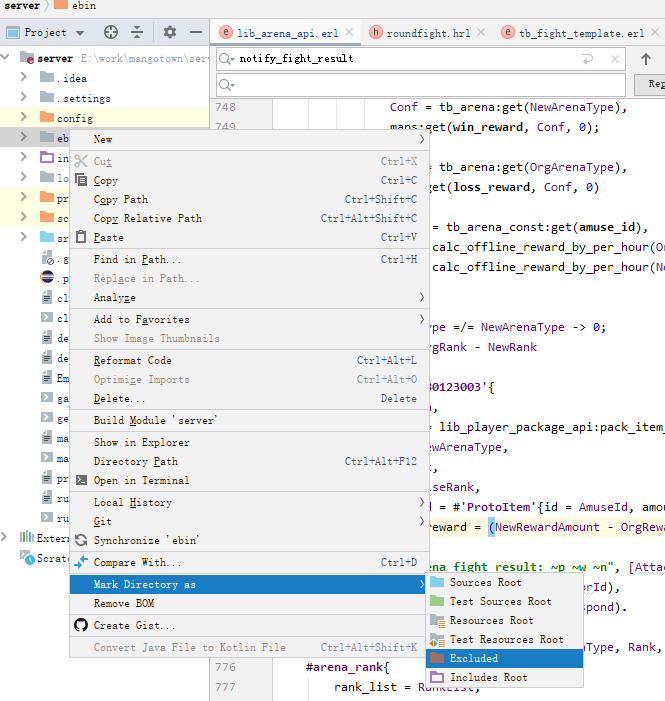 server
ebin
Project
lib_arena_api.erl
roundfight.hrl
tb_fight_template.erl
server E:\work\mangotown\serv
notify_fight_result
.idea
.settings
config
eb
in
lo
pr
sc
sr
.g
.p
cl
cl
de
de
Em
ga
ge
ma
ma
pr
ru
ru
Extern
Scratc
New
Cut Ctrl+X
Copy Ctrl+C
Copy Path Ctrl+Shift+C
Copy Relative Path Ctrl+Alt+Shift+C
Paste Ctrl+V
Find in Path... Ctrl+H
Replace in Path...
Analyze
Add to Favorites
Show Image Thumbnails
Reformat Code Ctrl+Alt+L
Optimize Imports Ctrl+Alt+O
Delete... Delete
Build Module 'server'
Show in Explorer
Directory Path Ctrl+Alt+F12
Open in Terminal
Local History
Git
Synchronize 'ebin'
Compare With... Ctrl+D
Mark Directory as
Remove BOM
Create Gist...
Convert Java File to Kotlin File Ctrl+Alt+Shift+K
Sources Root
Test Sources Root
Resources Root
Test Resources Root
Excluded
Includes Root
Rep
748 Conf = tb_arena:get(NewArenaType),
749 maps:get(win_reward, Conf, 0);
= tb_arena:get(OrgArenaType),
get(loss_reward, Conf, 0)
= tb_arena_const:get(amuse_id),
calc_offline_reward_by_per_hour(O
calc_offline_reward_by_per_hour(Ne
ype =/= NewArenaType -> 0;
rgRank - NewRank
30123003'{
,
= lib_player_package_api:pack_item_
ewArenaType,
,
iseRank,
d = #'ProtoItem'{id = AmuseId, amou
reward = (NewRewardAmount - OrgRewa
ena fight result: ~p ~w ~n", [Attac
rId),
pond).
Type, Rank,
776 #arena_rank{
777 rank_list = RankList,